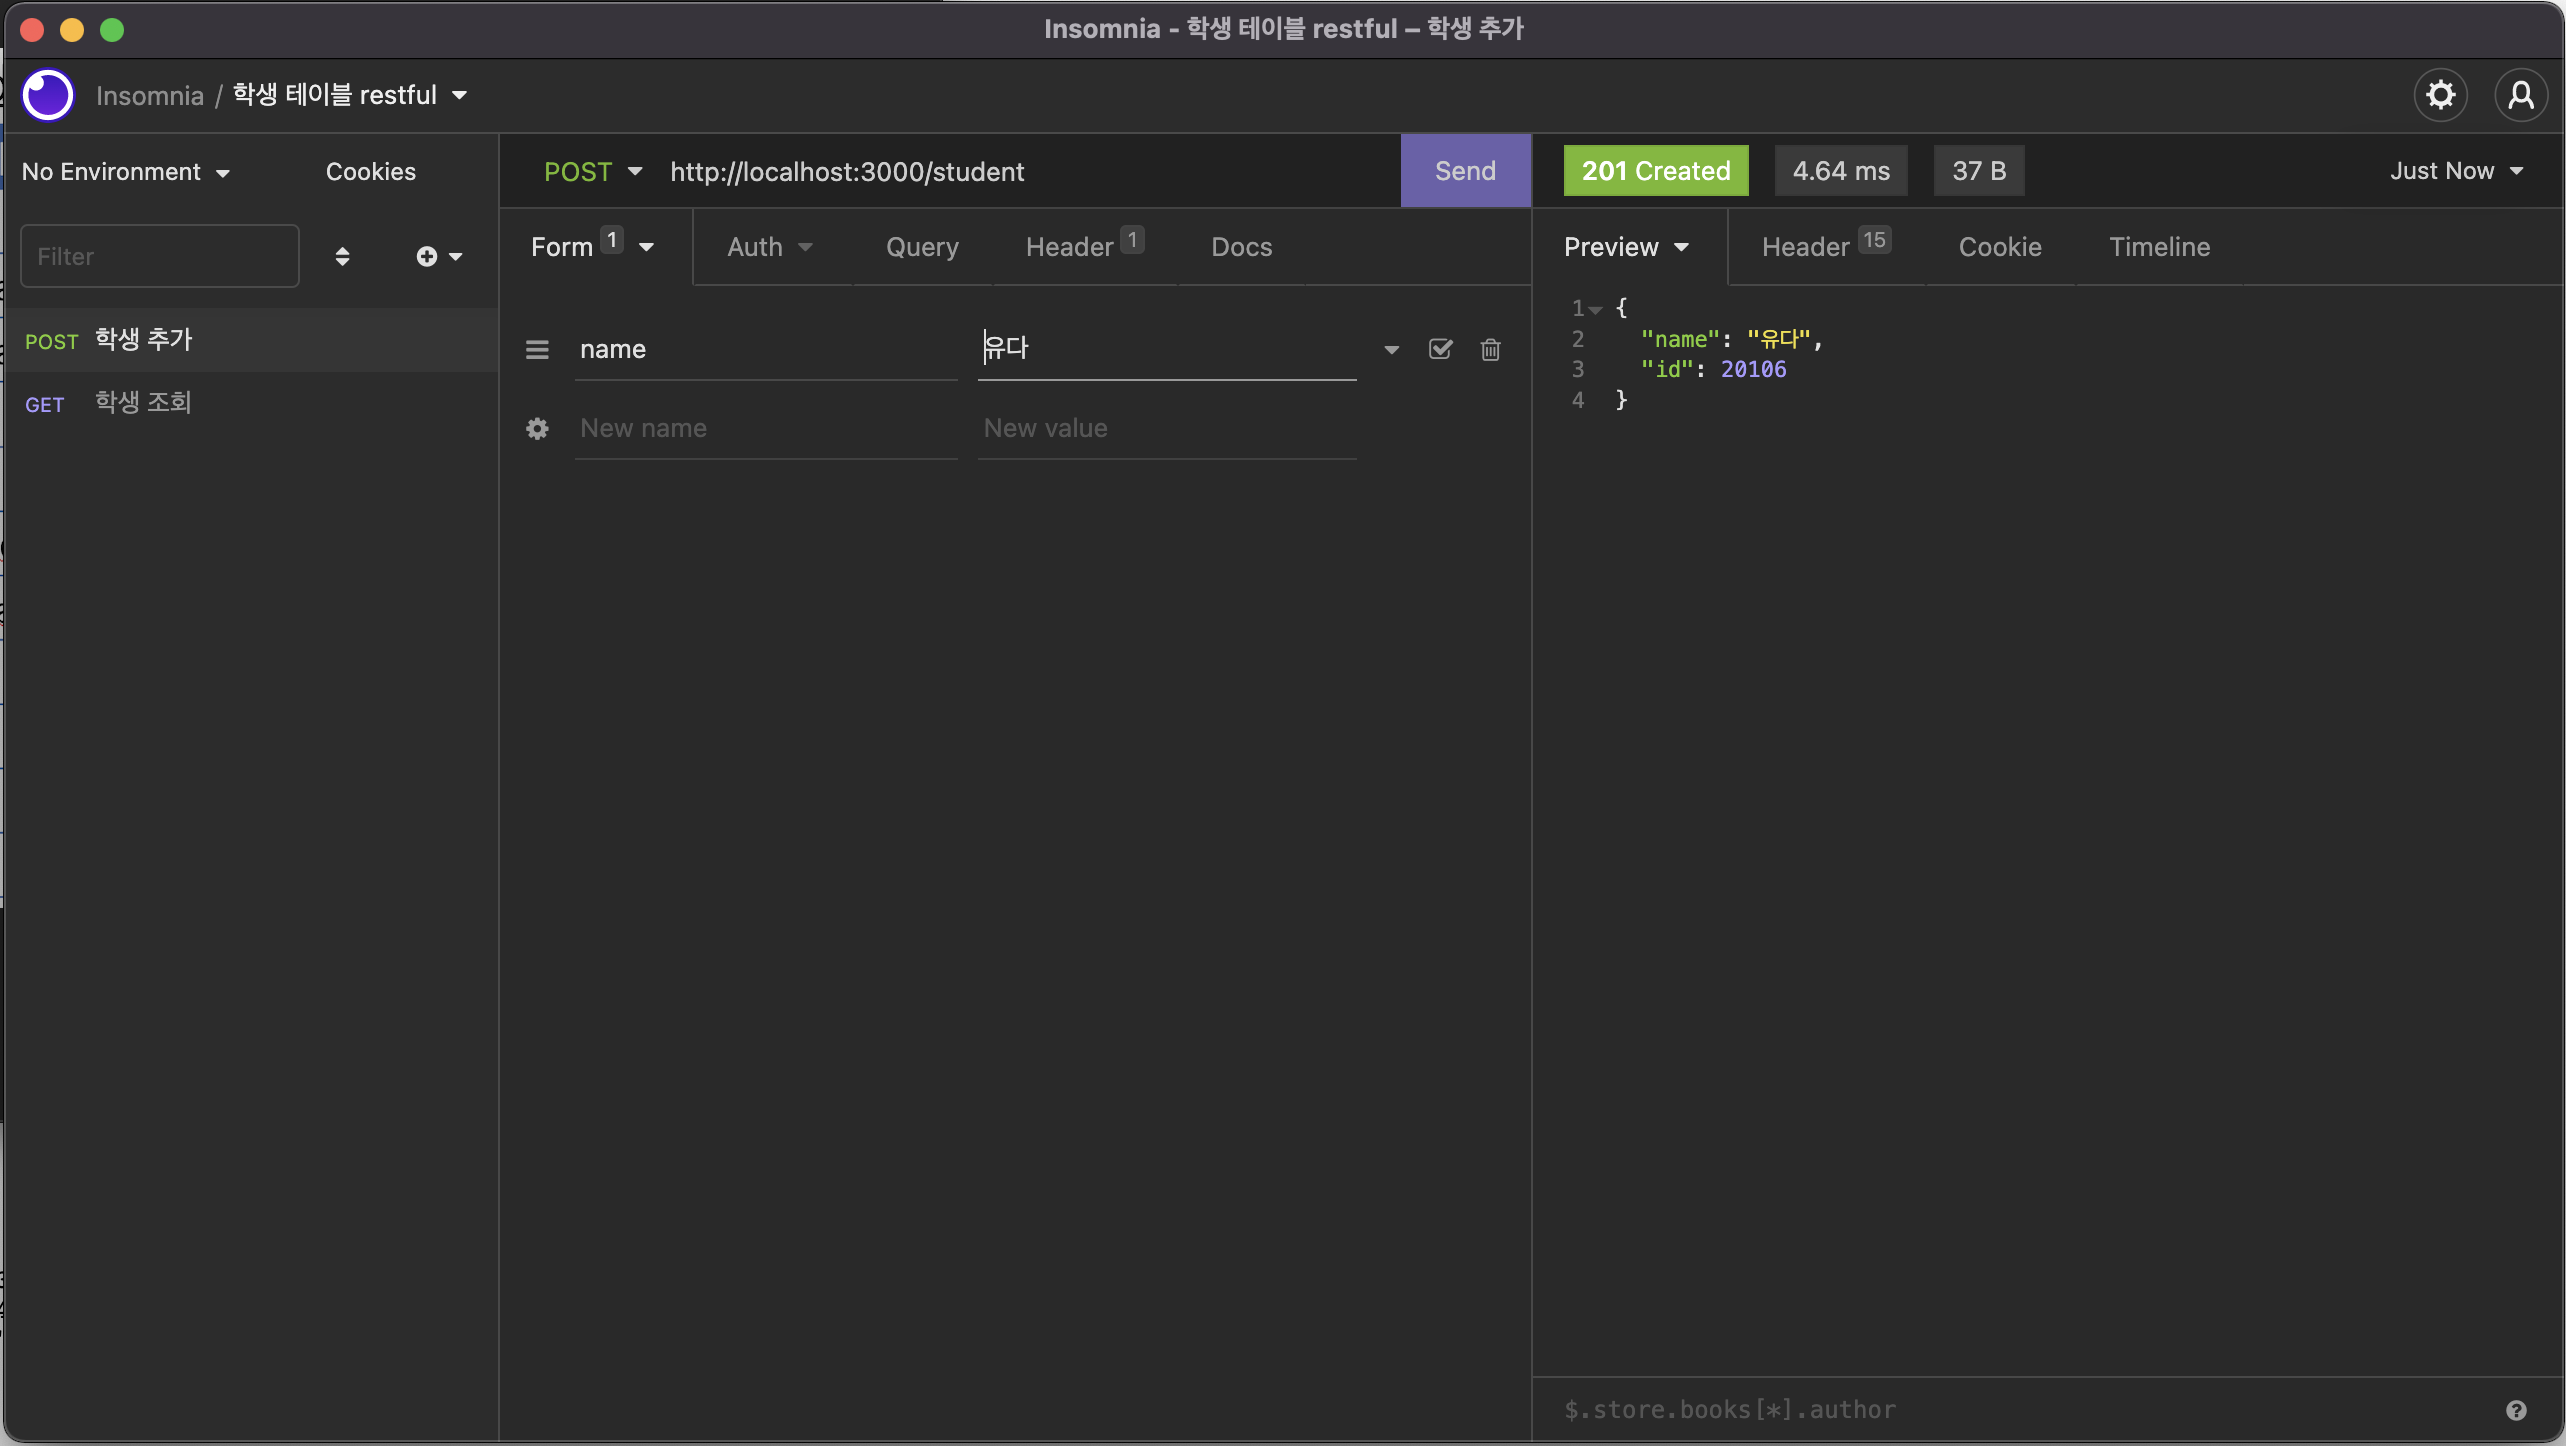 Insomnia - 학생 테이블 restful – 학생 추가
Insomnia / 학생 테이블 restful
No Environment
Cookies
Filter
POST 학생 추가
GET 학생 조회
POST http://localhost:3000/student
Send
Form 1 Auth Query Header 1 Docs
name 유다
New name New value
201 Created 4.64 ms 37 B
Just Now
Preview Header 15 Cookie Timeline
1 {
2 "name": "유다",
3 "id": 20106
4 }
$.store.books[*].author